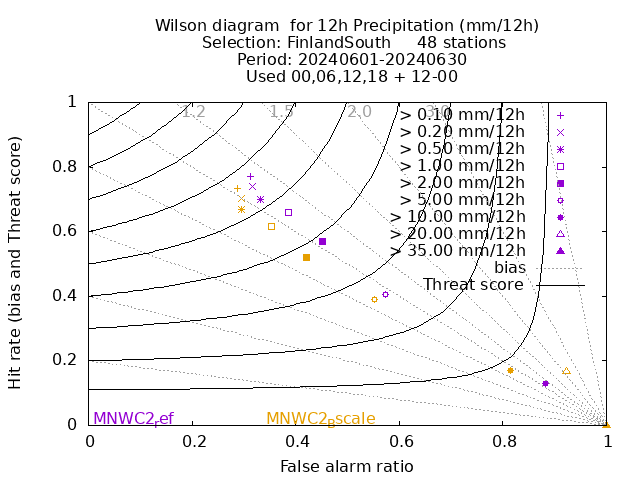 Wilson diagram  for 12h Precipitation (mm/12h)
Selection: FinlandSouth     48 stations
Period: 20240601-20240630
Used 00,06,12,18 + 12-00
Hit rate (bias and Threat score)
1
0.8
0.6
0.4
0.2
0
1.2
1.5
2.0
3.0
> 0.10 mm/12h
> 0.20 mm/12h
> 0.50 mm/12h
> 1.00 mm/12h
> 2.00 mm/12h
> 5.00 mm/12h
> 10.00 mm/12h
> 20.00 mm/12h
> 35.00 mm/12h
bias
Threat score
MNWC2ref
MNWC2Bscale
0
0.2
0.4
0.6
0.8
1
False alarm ratio